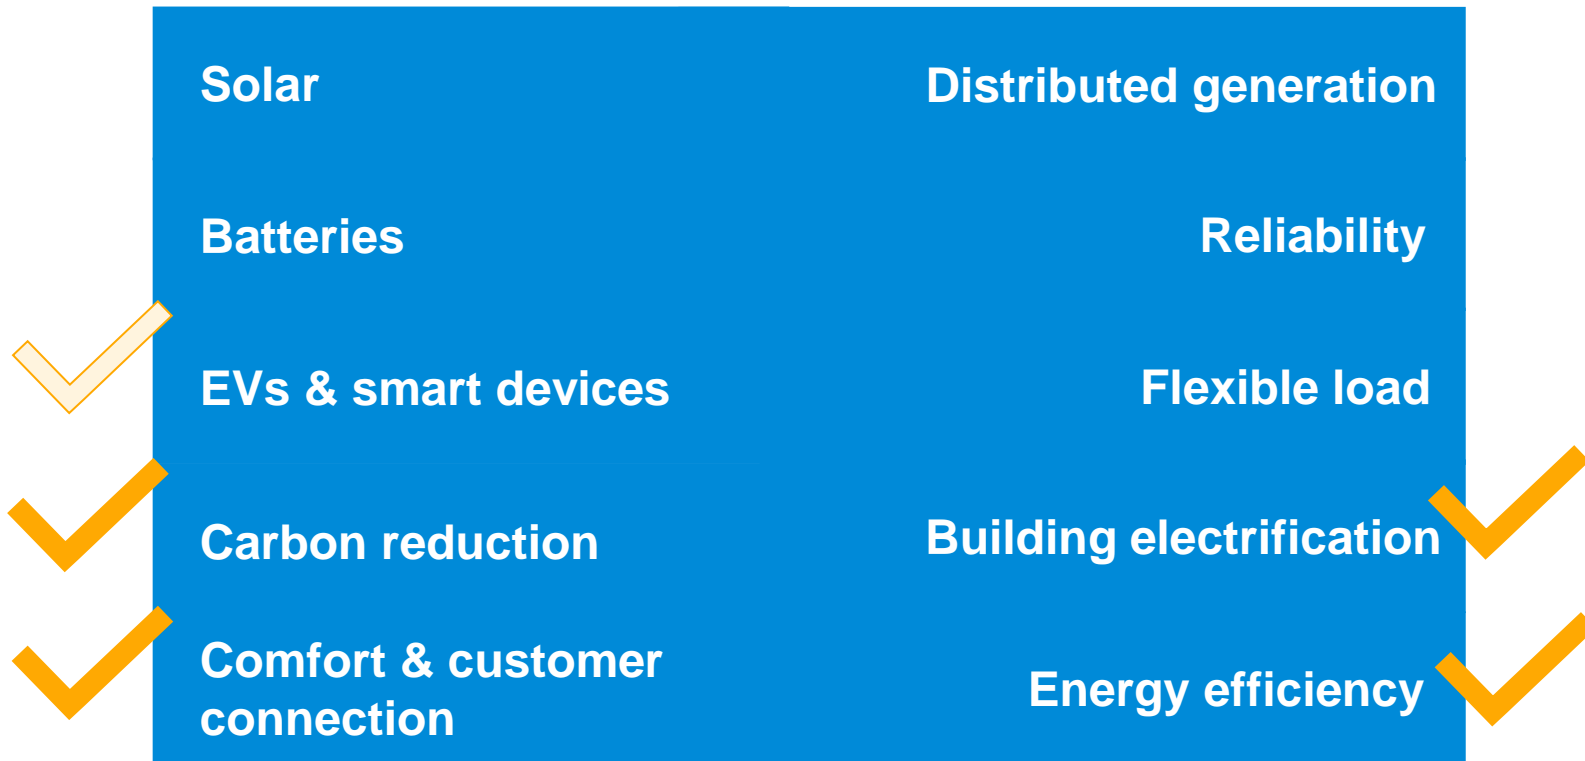 Solar
Distributed generation
Batteries
Reliability
EVs & smart devices
Flexible load
Carbon reduction
Building electrification
Comfort & customer
connection
Energy efficiency